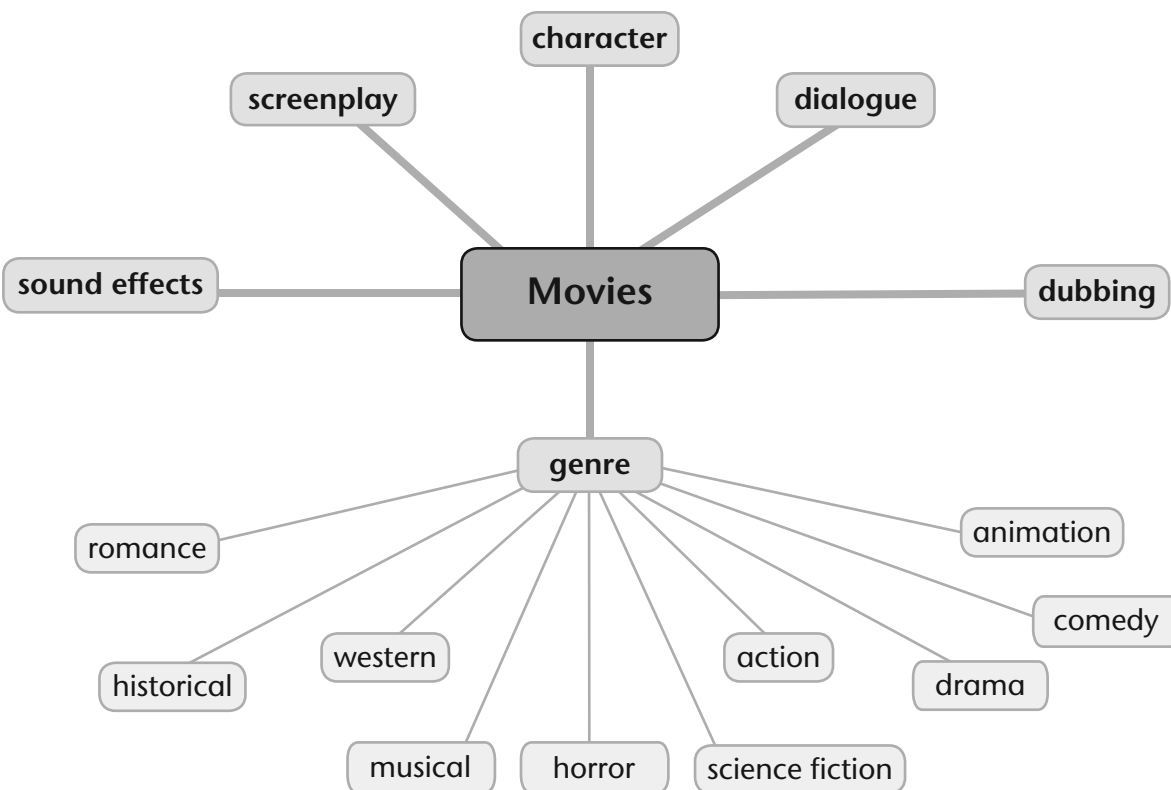 character
screenplay
dialogue
sound effects
Movies
dubbing
genre
romance
animation
comedy
western
action
historical
drama
musical
horror
science fiction